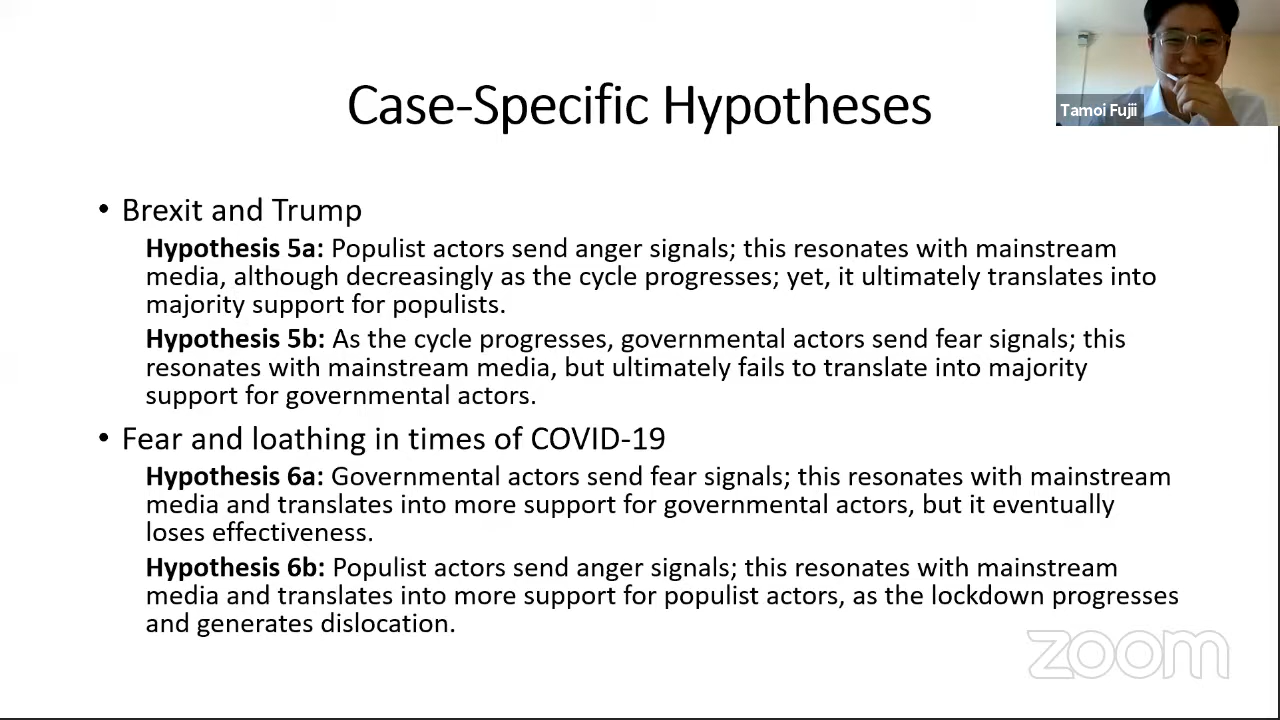 Case-Specific Hypotheses
Tamoi Fujii
• Brexit and Trump
Hypothesis 5a: Populist actors send anger signals; this resonates with mainstream
media, although decreasingly as the cycle progresses; yet, it ultimately translates into
majority support for populists.
Hypothesis 5b: As the cycle progresses, governmental actors send fear signals; this
resonates with mainstream media, but ultimately fails to translate into majority
support for governmental actors.
• Fear and loathing in times of COVID-19
Hypothesis 6a: Governmental actors send fear signals; this resonates with mainstream
media and translates into more support for governmental actors, but it eventually
loses effectiveness.
Hypothesis 6b: Populist actors send anger signals; this resonates with mainstream
media and translates into more support for populist actors, as the lockdown progresses
and generates dislocation.
zoom